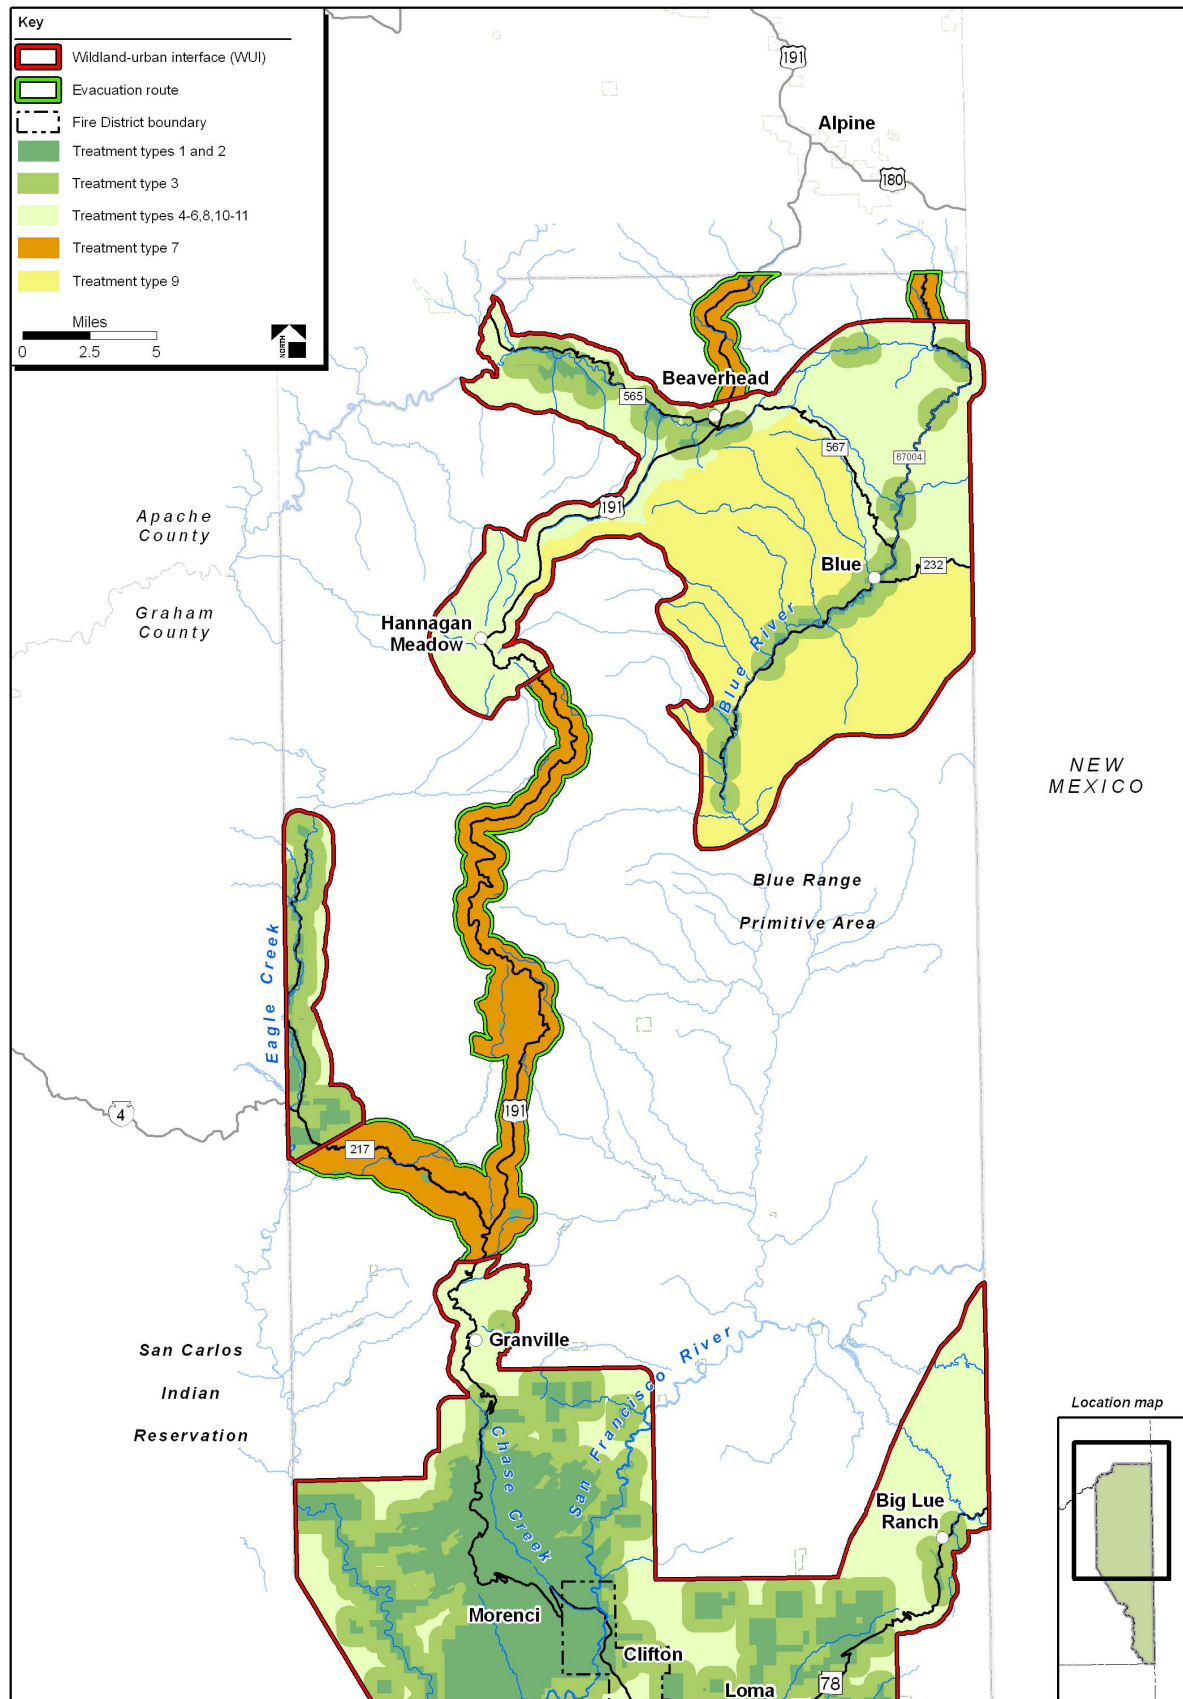 Key
Wildland-urban interface (WUI)
Evacuation route
Fire District boundary
Treatment types 1 and 2
Treatment type 3
Treatment types 4-6,8,10-11
Treatment type 7
Treatment type 9
Miles
0 2.5 5
NORTH
191
Alpine
180
Beaverhead
565
567
67004
191
Apache
County
Blue
232
Graham
County
Hannagan
Meadow
Blue River
NEW
MEXICO
Blue Range
Primitive Area
Eagle Creek
4
191
217
Granville
San Francisco River
San Carlos
Indian
Reservation
Location map
Chase Creek
Big Lue
Ranch
Morenci
Clifton
Loma
78